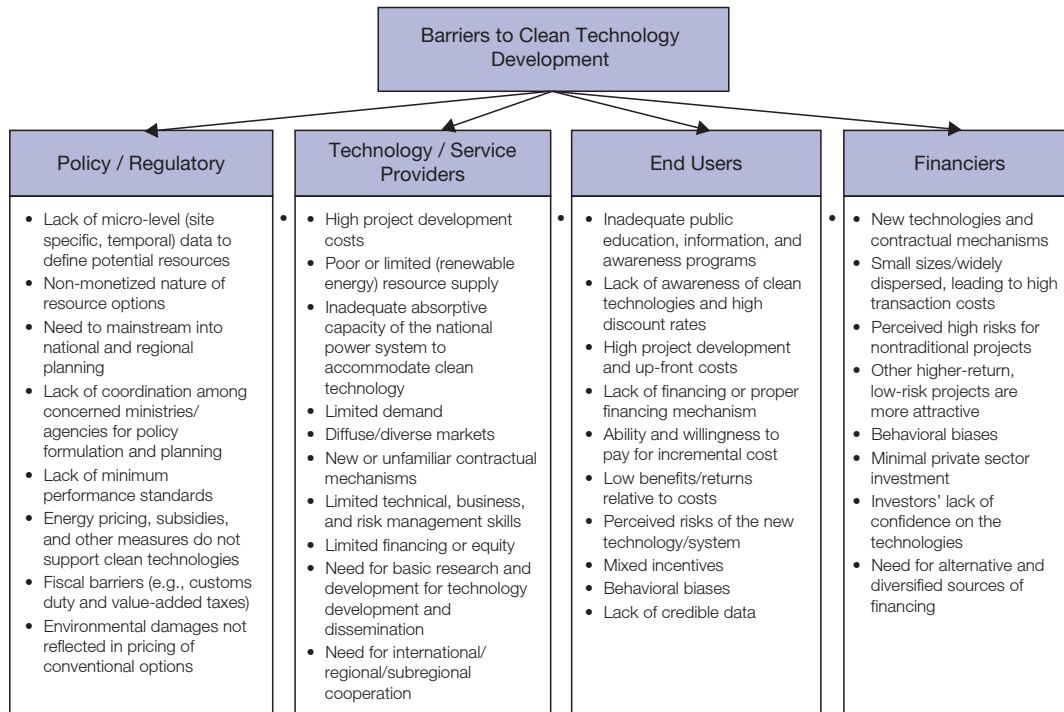 Barriers to Clean Technology
Development
Policy / Regulatory
• Lack of micro-level (site
specific, temporal) data to
define potential resources
• Non-monetized nature of
resource options
• Need to mainstream into
national and regional
planning
• Lack of coordination among
concerned ministries/
agencies for policy
formulation and planning
• Lack of minimum
performance standards
• Energy pricing, subsidies,
and other measures do not
support clean technologies
• Fiscal barriers (e.g., customs
duty and value-added taxes)
• Environmental damages not
reflected in pricing of
conventional options
Technology / Service
Providers
• High project development
costs
• Poor or limited (renewable
energy) resource supply
• Inadequate absorptive
capacity of the national
power system to
accommodate clean
technology
• Limited demand
• Diffuse/diverse markets
• New or unfamiliar contractual
mechanisms
• Limited technical, business,
and risk management skills
• Limited financing or equity
• Need for basic research and
development for technology
development and
dissemination
• Need for international/
regional/subregional
cooperation
End Users
• Inadequate public
education, information, and
awareness programs
• Lack of awareness of clean
technologies and high
discount rates
• High project development
and up-front costs
• Lack of financing or proper
financing mechanism
• Ability and willingness to
pay for incremental cost
• Low benefits/returns
relative to costs
• Perceived risks of the new
technology/system
• Mixed incentives
• Behavioral biases
• Lack of credible data
Financiers
• New technologies and
contractual mechanisms
• Small sizes/widely
dispersed, leading to high
transaction costs
• Perceived high risks for
nontraditional projects
• Other higher-return,
low-risk projects are
more attractive
• Behavioral biases
• Minimal private sector
investment
• Investors' lack of
confidence on the
technologies
• Need for alternative and
diversified sources of
financing